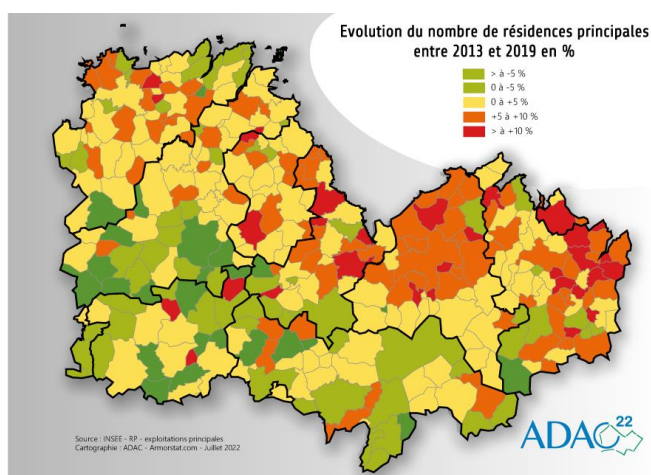 Evolution du nombre de résidences principales
entre 2013 et 2019 en %
> à -5 %
0 à -5 %
0 à +5 %
+5 à +10 %
> à +10 %
Source : INSEE - RP - exploitations principales
Cartographie : ADAC - Armorstat.com - Juillet 2022
ADAC 22